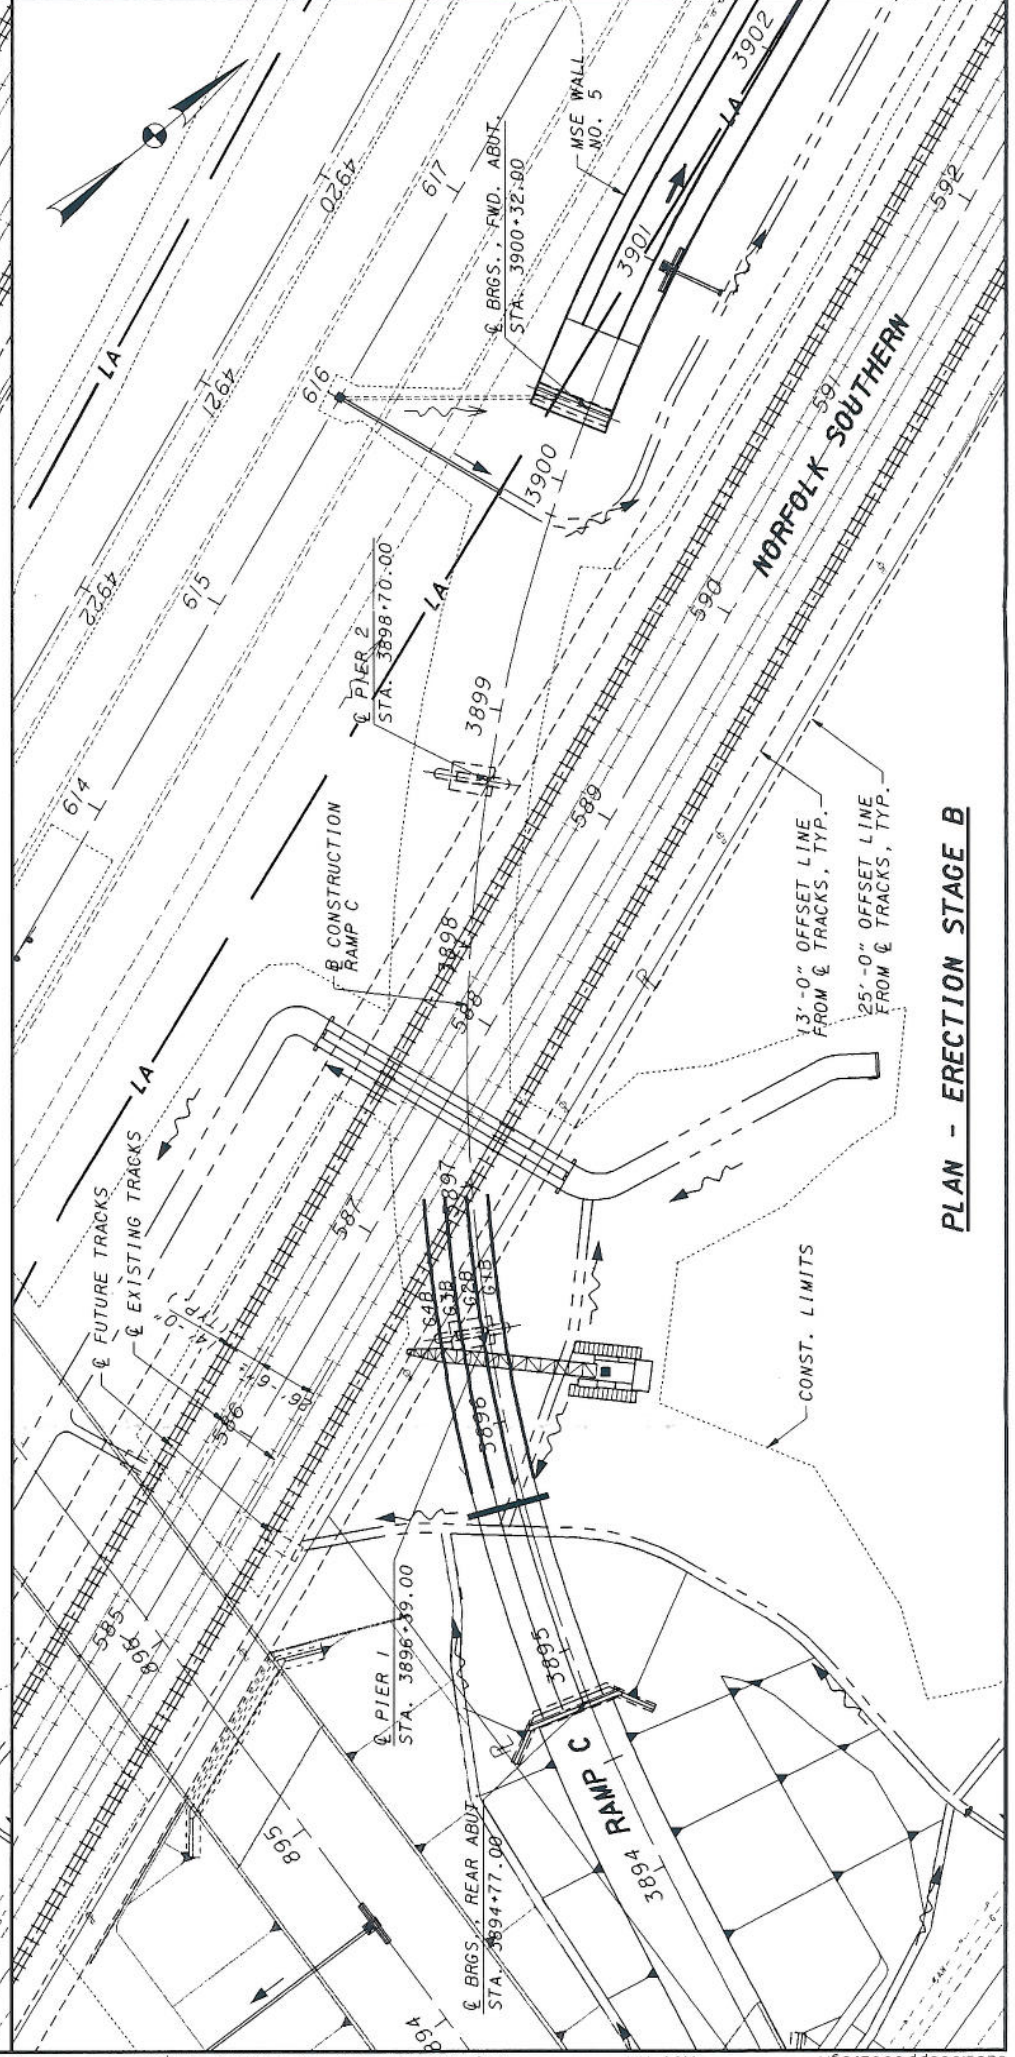 PLAN - ERECTION STAGE B
RAMP C
NORFOLK SOUTHERN
℄ BRGS., REAR ABUT.
STA. 3894+77.00
℄ PIER 1
STA. 3896+39.00
℄ PIER 2
STA. 3898+70.00
℄ BRGS., FWD. ABUT.
STA. 3900+32.00
MSE WALL
NO. 5
℄ FUTURE TRACKS
℄ EXISTING TRACKS
B CONSTRUCTION
RAMP C
CONST. LIMITS
13'-0" OFFSET LINE
FROM ℄ TRACKS, TYP.
25'-0" OFFSET LINE
FROM ℄ TRACKS, TYP.
G4B
G3B
G2B
G1B
LA
LA
LA
LA
3894
3895
3896
3897
3898
3899
3900
3901
3902
585
586
587
588
589
590
591
592
614
615
616
617
4922
4921
4920
894
895
896